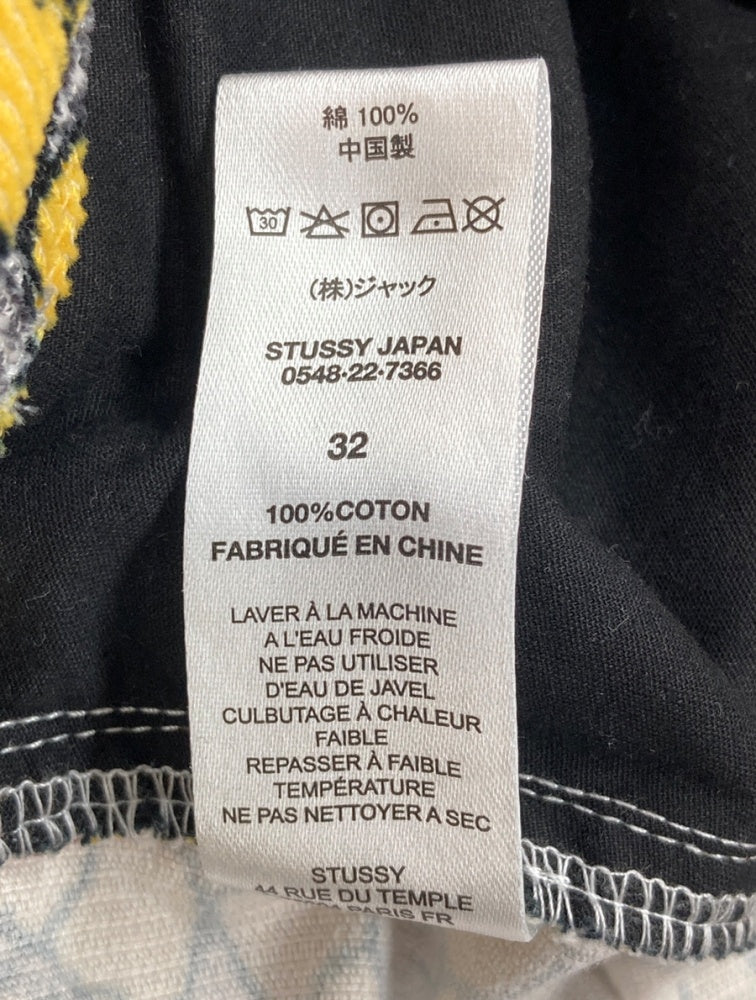 綿 100%
中国製
30
(株)ジャック
STUSSY JAPAN
0548-22-7366
32
100%COTON
FABRIQUÉ EN CHINE
LAVER À LA MACHINE
A L'EAU FROIDE
NE PAS UTILISER
D'EAU DE JAVEL
CULBUTAGE À CHALEUR
FAIBLE
REPASSER À FAIBLE
TEMPÉRATURE
NE PAS NETTOYER A SEC
STUSSY
44 RUE DU TEMPLE
PARIS FR